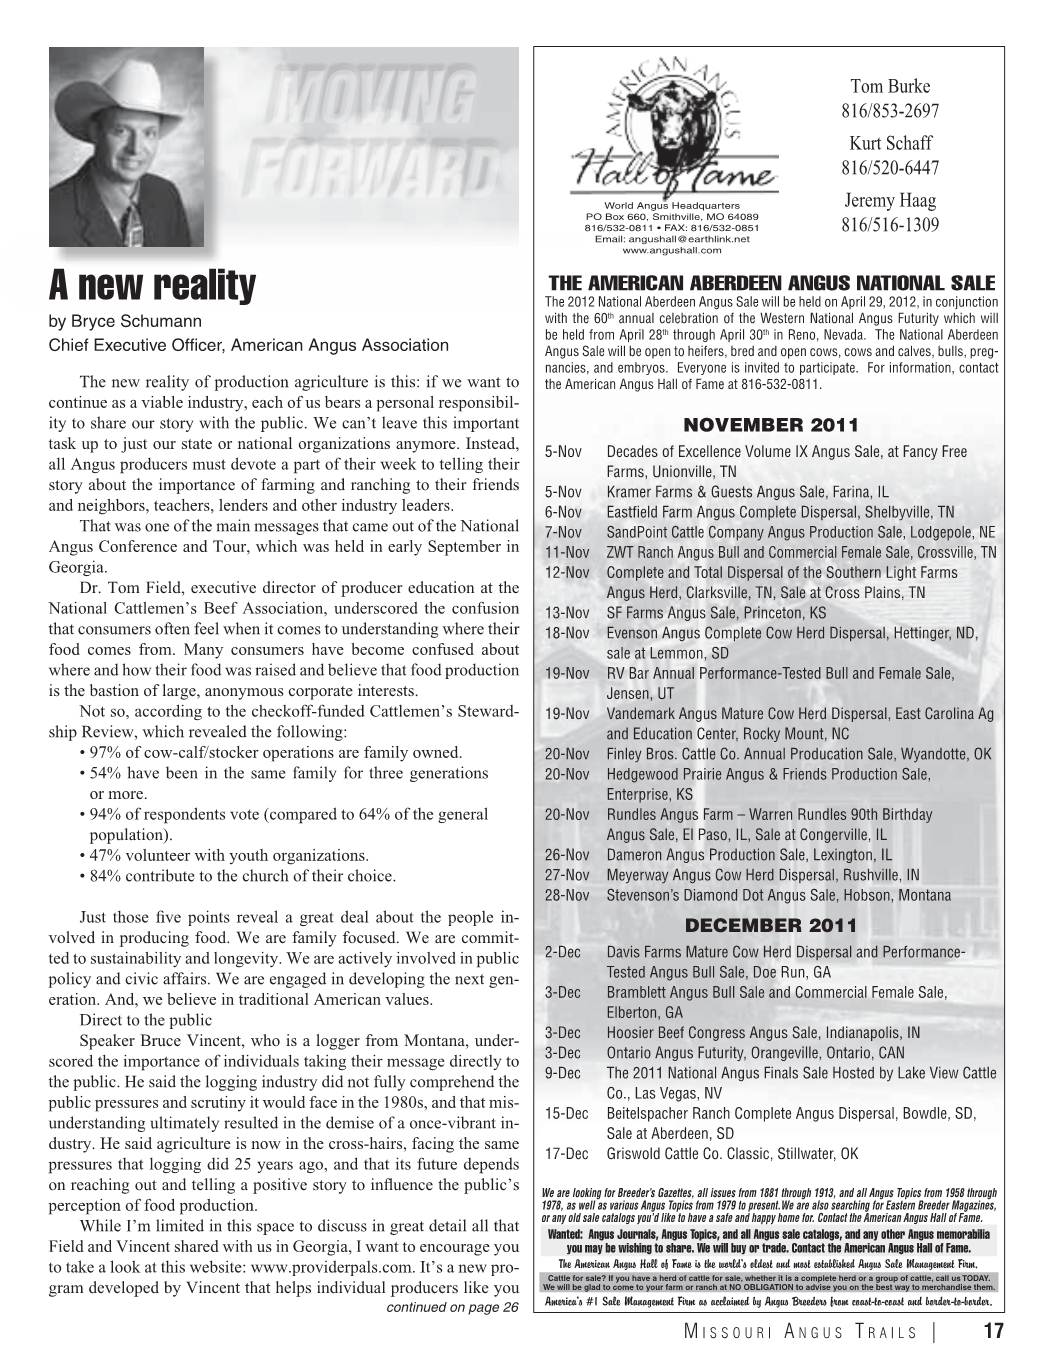 MOVING
FORWARD
A new reality
by Bryce Schumann
Chief Executive Officer, American Angus Association
The new reality of production agriculture is this: if we want to
continue as a viable industry, each of us bears a personal responsibil-
ity to share our story with the public. We can't leave this important
task up to just our state or national organizations anymore. Instead,
all Angus producers must devote a part of their week to telling their
story about the importance of farming and ranching to their friends
and neighbors, teachers, lenders and other industry leaders.
That was one of the main messages that came out of the National
Angus Conference and Tour, which was held in early September in
Georgia.
Dr. Tom Field, executive director of producer education at the
National Cattlemen's Beef Association, underscored the confusion
that consumers often feel when it comes to understanding where their
food comes from. Many consumers have become confused about
where and how their food was raised and believe that food production
is the bastion of large, anonymous corporate interests.
Not so, according to the checkoff-funded Cattlemen's Steward-
ship Review, which revealed the following:
• 97% of cow-calf/stocker operations are family owned.
• 54% have been in the same family for three generations
or more.
• 94% of respondents vote (compared to 64% of the general
population).
• 47% volunteer with youth organizations.
• 84% contribute to the church of their choice.
Just those five points reveal a great deal about the people in-
volved in producing food. We are family focused. We are commit-
ted to sustainability and longevity. We are actively involved in public
policy and civic affairs. We are engaged in developing the next gen-
eration. And, we believe in traditional American values.
Direct to the public
Speaker Bruce Vincent, who is a logger from Montana, under-
scored the importance of individuals taking their message directly to
the public. He said the logging industry did not fully comprehend the
public pressures and scrutiny it would face in the 1980s, and that mis-
understanding ultimately resulted in the demise of a once-vibrant in-
dustry. He said agriculture is now in the cross-hairs, facing the same
pressures that logging did 25 years ago, and that its future depends
on reaching out and telling a positive story to influence the public's
perception of food production.
While I'm limited in this space to discuss in great detail all that
Field and Vincent shared with us in Georgia, I want to encourage you
to take a look at this website: www.providerpals.com. It's a new pro-
gram developed by Vincent that helps individual producers like you
continued on page 26
AMERICAN ANGUS
Hall of Fame
World Angus Headquarters
PO Box 660, Smithville, MO 64089
816/532-0811 • FAX: 816/532-0851
Email: angushall@earthlink.net
www.angushall.com
Tom Burke
816/853-2697
Kurt Schaff
816/520-6447
Jeremy Haag
816/516-1309
THE AMERICAN ABERDEEN ANGUS NATIONAL SALE
The 2012 National Aberdeen Angus Sale will be held on April 29, 2012, in conjunction
with the 60th annual celebration of the Western National Angus Futurity which will
be held from April 28th through April 30th in Reno, Nevada. The National Aberdeen
Angus Sale will be open to heifers, bred and open cows, cows and calves, bulls, preg-
nancies, and embryos. Everyone is invited to participate. For information, contact
the American Angus Hall of Fame at 816-532-0811.
NOVEMBER 2011
5-Nov Decades of Excellence Volume IX Angus Sale, at Fancy Free
Farms, Unionville, TN
5-Nov Kramer Farms & Guests Angus Sale, Farina, IL
6-Nov Eastfield Farm Angus Complete Dispersal, Shelbyville, TN
7-Nov SandPoint Cattle Company Angus Production Sale, Lodgepole, NE
11-Nov ZWT Ranch Angus Bull and Commercial Female Sale, Crossville, TN
12-Nov Complete and Total Dispersal of the Southern Light Farms
Angus Herd, Clarksville, TN, Sale at Cross Plains, TN
13-Nov SF Farms Angus Sale, Princeton, KS
18-Nov Evenson Angus Complete Cow Herd Dispersal, Hettinger, ND,
sale at Lemmon, SD
19-Nov RV Bar Annual Performance-Tested Bull and Female Sale,
Jensen, UT
19-Nov Vandemark Angus Mature Cow Herd Dispersal, East Carolina Ag
and Education Center, Rocky Mount, NC
20-Nov Finley Bros. Cattle Co. Annual Producation Sale, Wyandotte, OK
20-Nov Hedgewood Prairie Angus & Friends Production Sale,
Enterprise, KS
20-Nov Rundles Angus Farm – Warren Rundles 90th Birthday
Angus Sale, El Paso, IL, Sale at Congerville, IL
26-Nov Dameron Angus Production Sale, Lexington, IL
27-Nov Meyerway Angus Cow Herd Dispersal, Rushville, IN
28-Nov Stevenson's Diamond Dot Angus Sale, Hobson, Montana
DECEMBER 2011
2-Dec Davis Farms Mature Cow Herd Dispersal and Performance-
Tested Angus Bull Sale, Doe Run, GA
3-Dec Bramblett Angus Bull Sale and Commercial Female Sale,
Elberton, GA
3-Dec Hoosier Beef Congress Angus Sale, Indianapolis, IN
3-Dec Ontario Angus Futurity, Orangeville, Ontario, CAN
9-Dec The 2011 National Angus Finals Sale Hosted by Lake View Cattle
Co., Las Vegas, NV
15-Dec Beitelspacher Ranch Complete Angus Dispersal, Bowdle, SD,
Sale at Aberdeen, SD
17-Dec Griswold Cattle Co. Classic, Stillwater, OK
We are looking for Breeder's Gazettes, all issues from 1881 through 1913, and all Angus Topics from 1958 through
1978, as well as various Angus Topics from 1979 to present. We are also searching for Eastern Breeder Magazines,
or any old sale catalogs you'd like to have a safe and happy home for. Contact the American Angus Hall of Fame.
Wanted: Angus Journals, Angus Topics, and all Angus sale catalogs, and any other Angus memorabilia
you may be wishing to share. We will buy or trade. Contact the American Angus Hall of Fame.
The American Angus Hall of Fame is the world's oldest and most established Angus Sale Management Firm.
Cattle for sale? If you have a herd of cattle for sale, whether it is a complete herd or a group of cattle, call us TODAY.
We will be glad to come to your farm or ranch at NO OBLIGATION to advise you on the best way to merchandise them.
America's #1 Sale Management Firm as acclaimed by Angus Breeders from coast-to-coast and border-to-border.
MISSOURI ANGUS TRAILS | 17